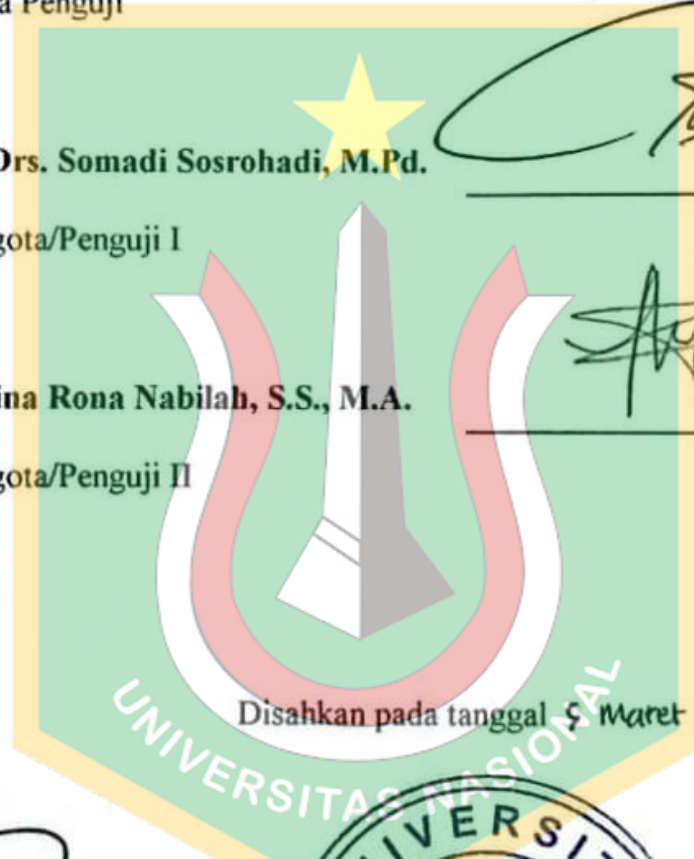 a Penguji
Drs. Somadi Sosrohadi, M.Pd.
gota/Penguji I
ina Rona Nabilah, S.S., M.A.
gota/Penguji II
Disahkan pada tanggal 5 Maret
UNIVERSITAS NASIONAL
IVERSIT